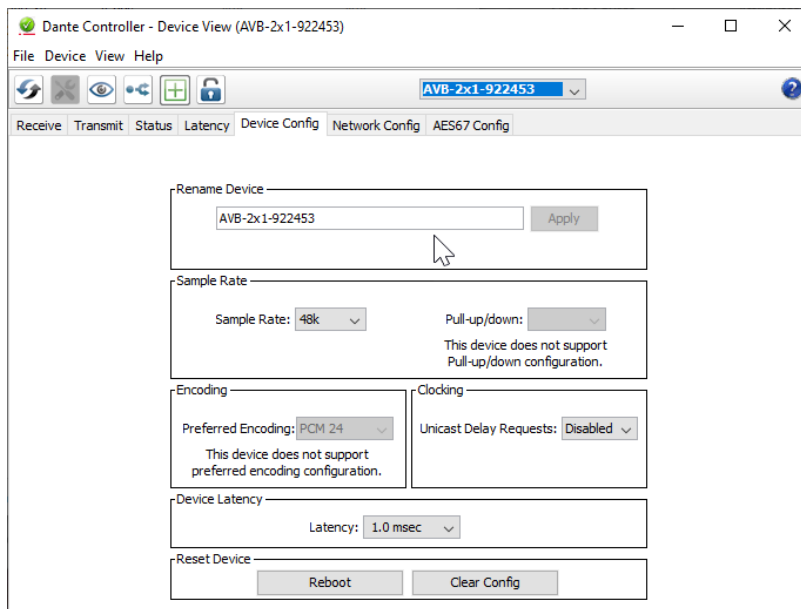 Dante Controller - Device View (AVB-2x1-922453)
File Device View Help
AVB-2x1-922453
?
Receive Transmit Status Latency Device Config Network Config AES67 Config
Rename Device
AVB-2x1-922453 Apply
Sample Rate
Sample Rate: 48k Pull-up/down:
This device does not support
Pull-up/down configuration.
Encoding
Preferred Encoding: PCM 24
This device does not support
preferred encoding configuration.
Clocking
Unicast Delay Requests: Disabled
Device Latency
Latency: 1.0 msec
Reset Device
Reboot Clear Config